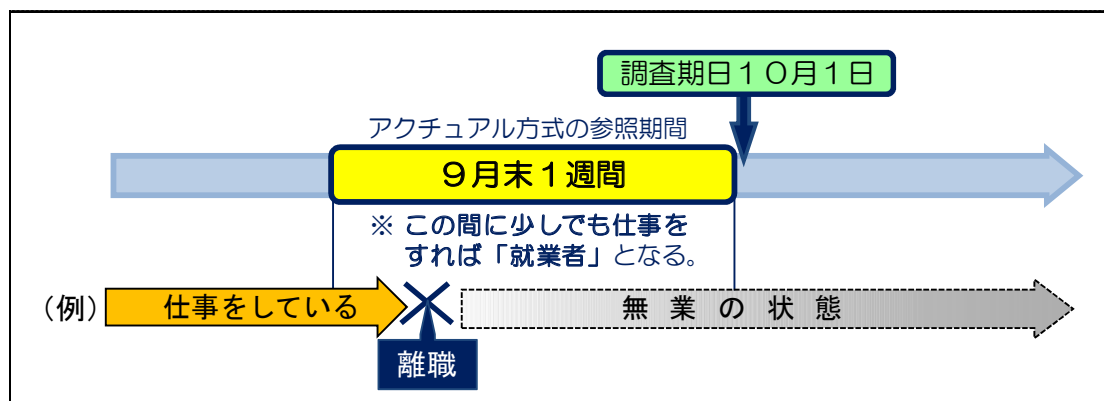 調査期日１０月１日
アクチュアル方式の参照期間
９月末１週間
※ この間に少しでも仕事を
すれば「就業者」となる。
（例） 仕事をしている 無業の状態
離職